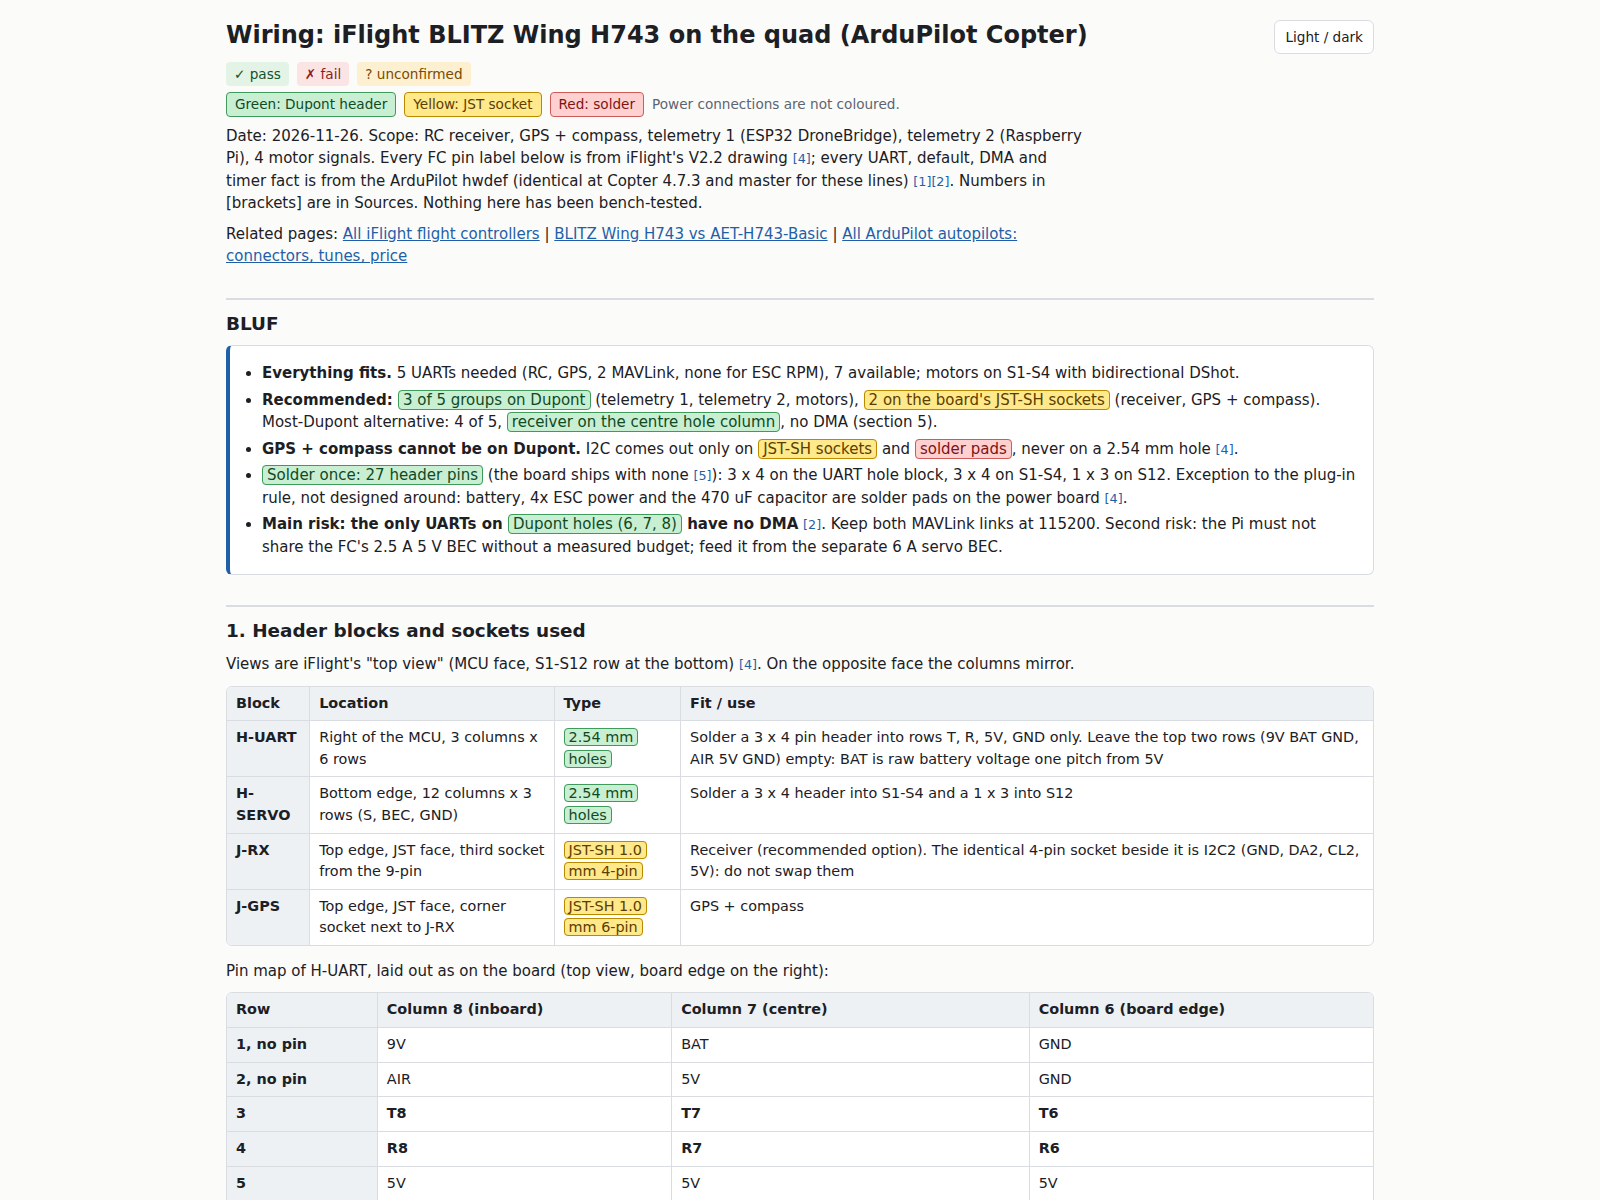 Wiring: iFlight BLITZ Wing H743 on the quad (ArduPilot Copter)
Light / dark
✓ pass ✗ fail ? unconfirmed
Green: Dupont header Yellow: JST socket Red: solder Power connections are not coloured.
Date: 2026-11-26. Scope: RC receiver, GPS + compass, telemetry 1 (ESP32 DroneBridge), telemetry 2 (Raspberry
Pi), 4 motor signals. Every FC pin label below is from iFlight's V2.2 drawing [4]; every UART, default, DMA and
timer fact is from the ArduPilot hwdef (identical at Copter 4.7.3 and master for these lines) [1][2]. Numbers in
[brackets] are in Sources. Nothing here has been bench-tested.
Related pages: All iFlight flight controllers | BLITZ Wing H743 vs AET-H743-Basic | All ArduPilot autopilots:
connectors, tunes, price
BLUF
• Everything fits. 5 UARTs needed (RC, GPS, 2 MAVLink, none for ESC RPM), 7 available; motors on S1-S4 with bidirectional DShot.
• Recommended: 3 of 5 groups on Dupont (telemetry 1, telemetry 2, motors), 2 on the board's JST-SH sockets (receiver, GPS + compass).
Most-Dupont alternative: 4 of 5, receiver on the centre hole column, no DMA (section 5).
• GPS + compass cannot be on Dupont. I2C comes out only on JST-SH sockets and solder pads, never on a 2.54 mm hole [4].
• Solder once: 27 header pins (the board ships with none [5]): 3 x 4 on the UART hole block, 3 x 4 on S1-S4, 1 x 3 on S12. Exception to the plug-in
rule, not designed around: battery, 4x ESC power and the 470 uF capacitor are solder pads on the power board [4].
• Main risk: the only UARTs on Dupont holes (6, 7, 8) have no DMA [2]. Keep both MAVLink links at 115200. Second risk: the Pi must not
share the FC's 2.5 A 5 V BEC without a measured budget; feed it from the separate 6 A servo BEC.
1. Header blocks and sockets used
Views are iFlight's "top view" (MCU face, S1-S12 row at the bottom) [4]. On the opposite face the columns mirror.
Block Location Type Fit / use
H-UART Right of the MCU, 3 columns x
6 rows 2.54 mm
holes Solder a 3 x 4 pin header into rows T, R, 5V, GND only. Leave the top two rows (9V BAT GND,
AIR 5V GND) empty: BAT is raw battery voltage one pitch from 5V
H-
SERVO Bottom edge, 12 columns x 3
rows (S, BEC, GND) 2.54 mm
holes Solder a 3 x 4 header into S1-S4 and a 1 x 3 into S12
J-RX Top edge, JST face, third socket
from the 9-pin JST-SH 1.0
mm 4-pin Receiver (recommended option). The identical 4-pin socket beside it is I2C2 (GND, DA2, CL2,
5V): do not swap them
J-GPS Top edge, JST face, corner
socket next to J-RX JST-SH 1.0
mm 6-pin GPS + compass
Pin map of H-UART, laid out as on the board (top view, board edge on the right):
Row Column 8 (inboard) Column 7 (centre) Column 6 (board edge)
1, no pin 9V BAT GND
2, no pin AIR 5V GND
3 T8 T7 T6
4 R8 R7 R6
5 5V 5V 5V